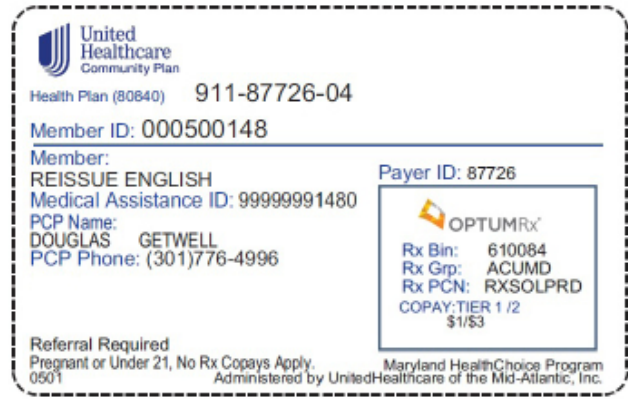 United
Healthcare
Community Plan
Health Plan (80840) 911-87726-04
Member ID: 000500148
Member:
REISSUE ENGLISH
Medical Assistance ID: 99999991480
PCP Name:
DOUGLAS GETWELL
PCP Phone: (301)776-4996
Payer ID: 87726
OPTUMRx
Rx Bin: 610084
Rx Grp: ACUMD
Rx PCN: RXSOLPRD
COPAY:TIER 1 /2
$1/$3
Referral Required
Pregnant or Under 21, No Rx Copays Apply.
0501
Maryland HealthChoice Program
Administered by UnitedHealthcare of the Mid-Atlantic, Inc.